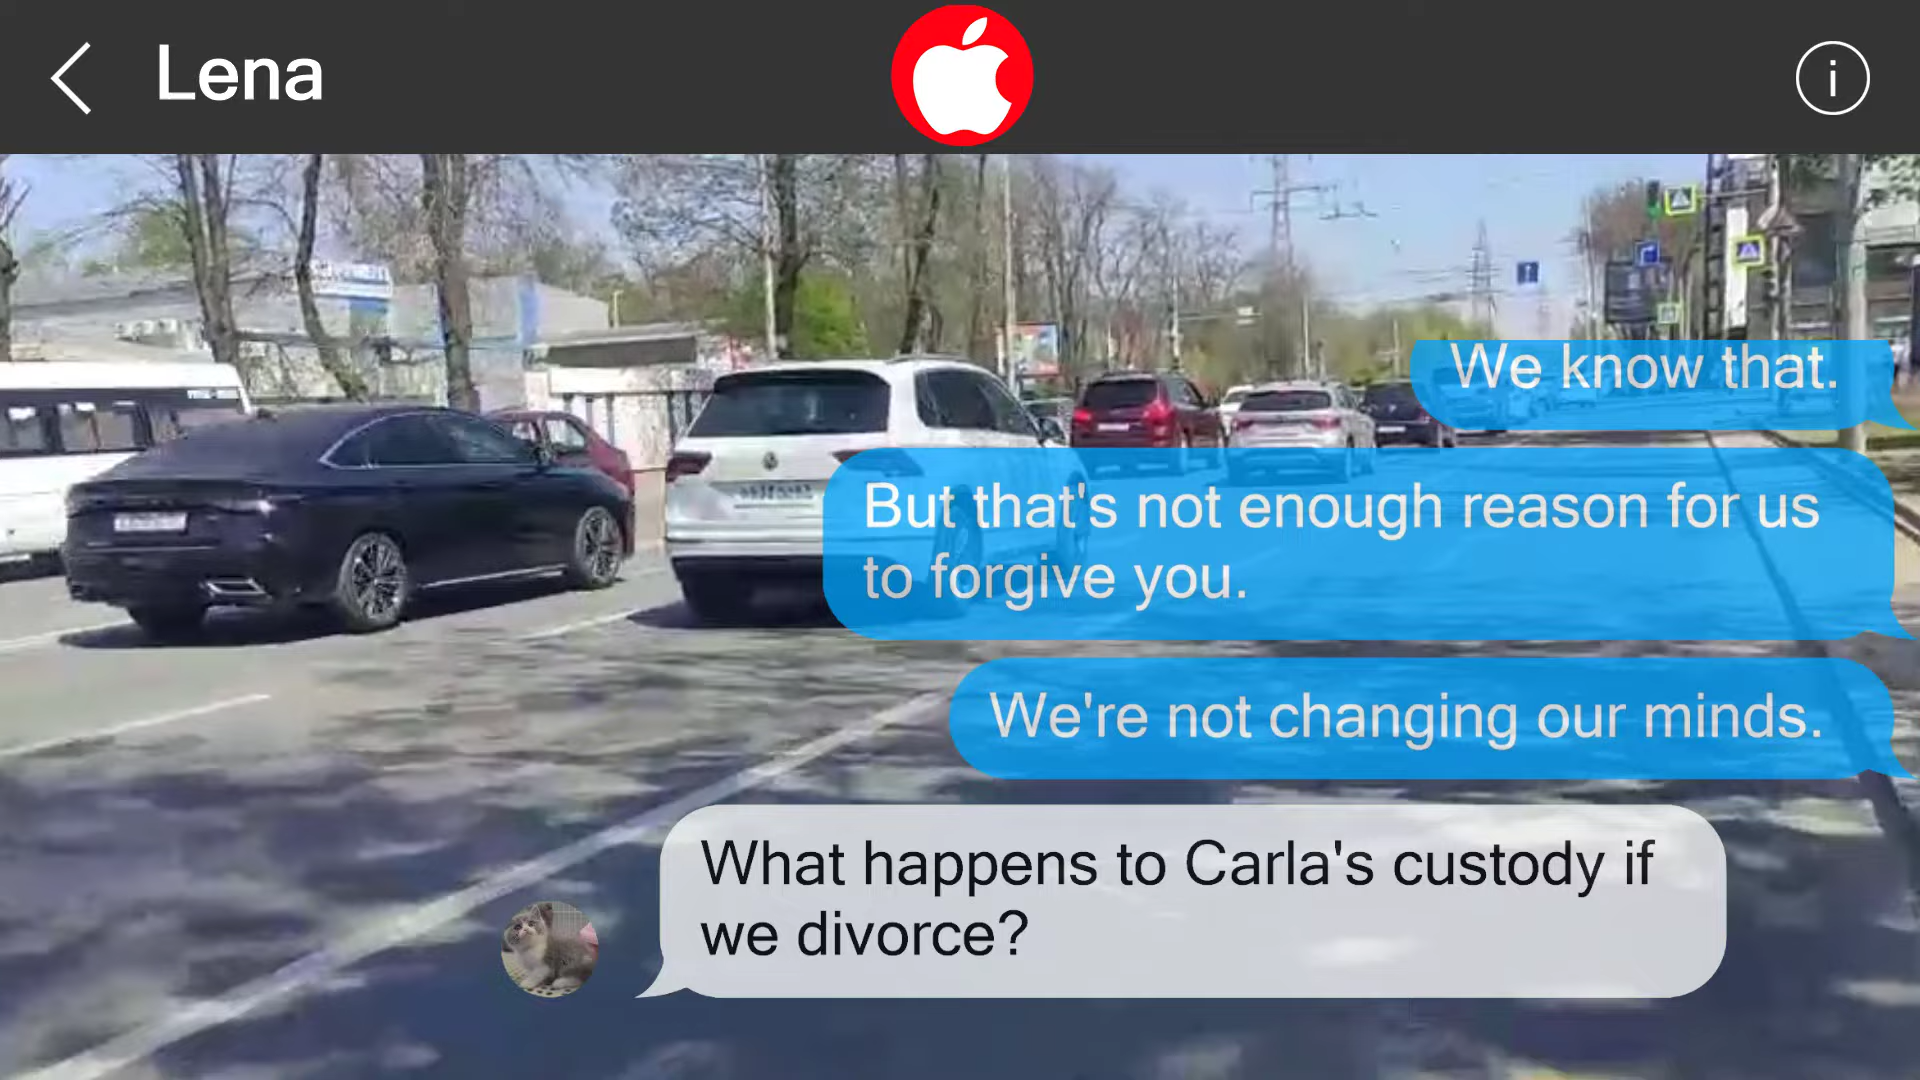 Lena
We know that.
But that's not enough reason for us
to forgive you.
We're not changing our minds.
What happens to Carla's custody if
we divorce?